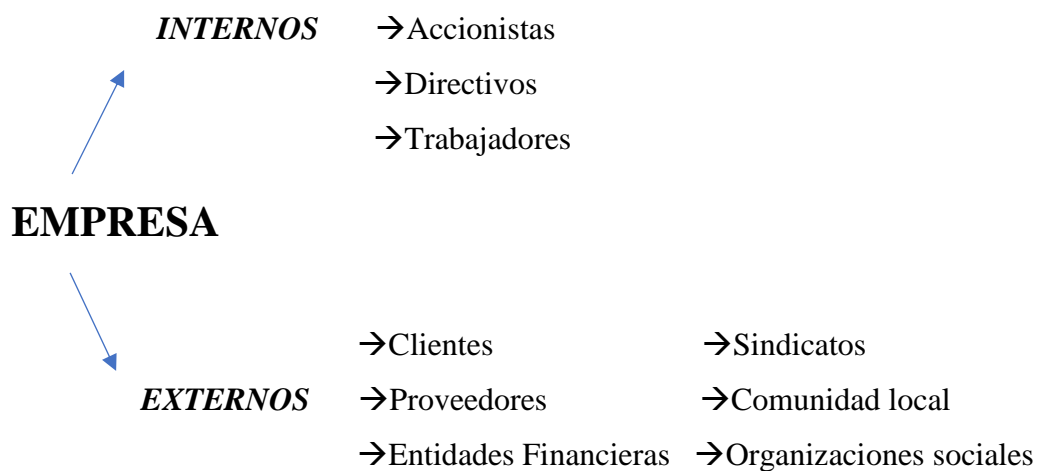 INTERNOS →Accionistas
→Directivos
→Trabajadores
EMPRESA
→Clientes →Sindicatos
EXTERNOS →Proveedores →Comunidad local
→Entidades Financieras →Organizaciones sociales